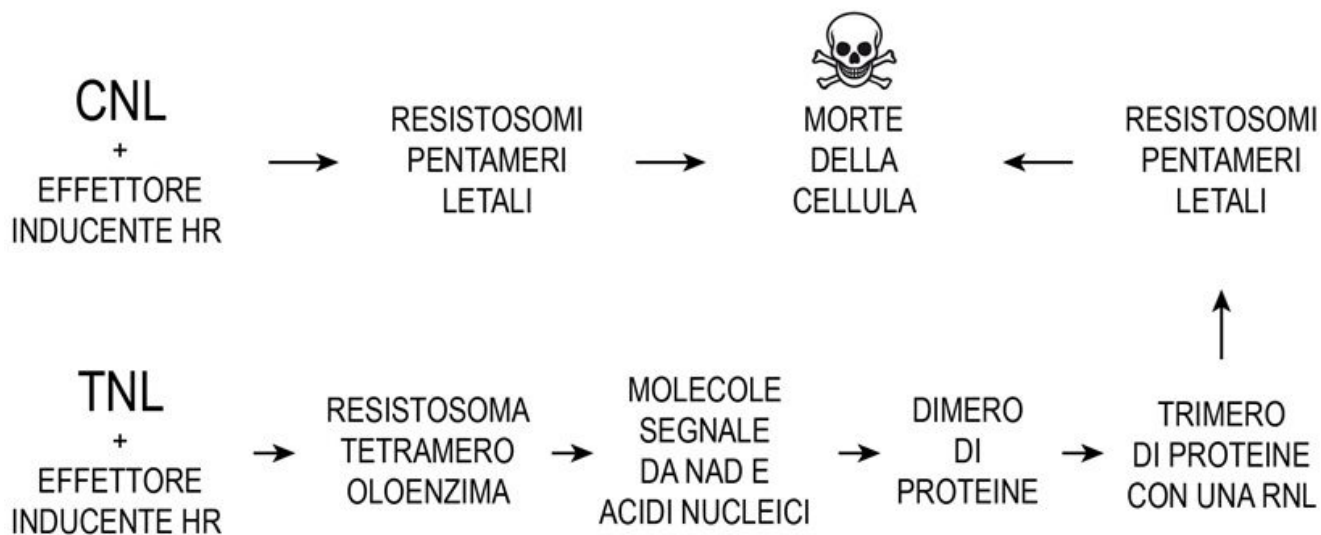 CNL
+
EFFETTORE
INDUCENTE HR
RESISTOSOMI
PENTAMERI
LETALI
MORTE
DELLA
CELLULA
RESISTOSOMI
PENTAMERI
LETALI
TNL
+
EFFETTORE
INDUCENTE HR
RESISTOSOMA
TETRAMERO
OLOENZIMA
MOLECOLE
SEGNALE
DA NAD E
ACIDI NUCLEICI
DIMERO
DI
PROTEINE
TRIMERO
DI PROTEINE
CON UNA RNL